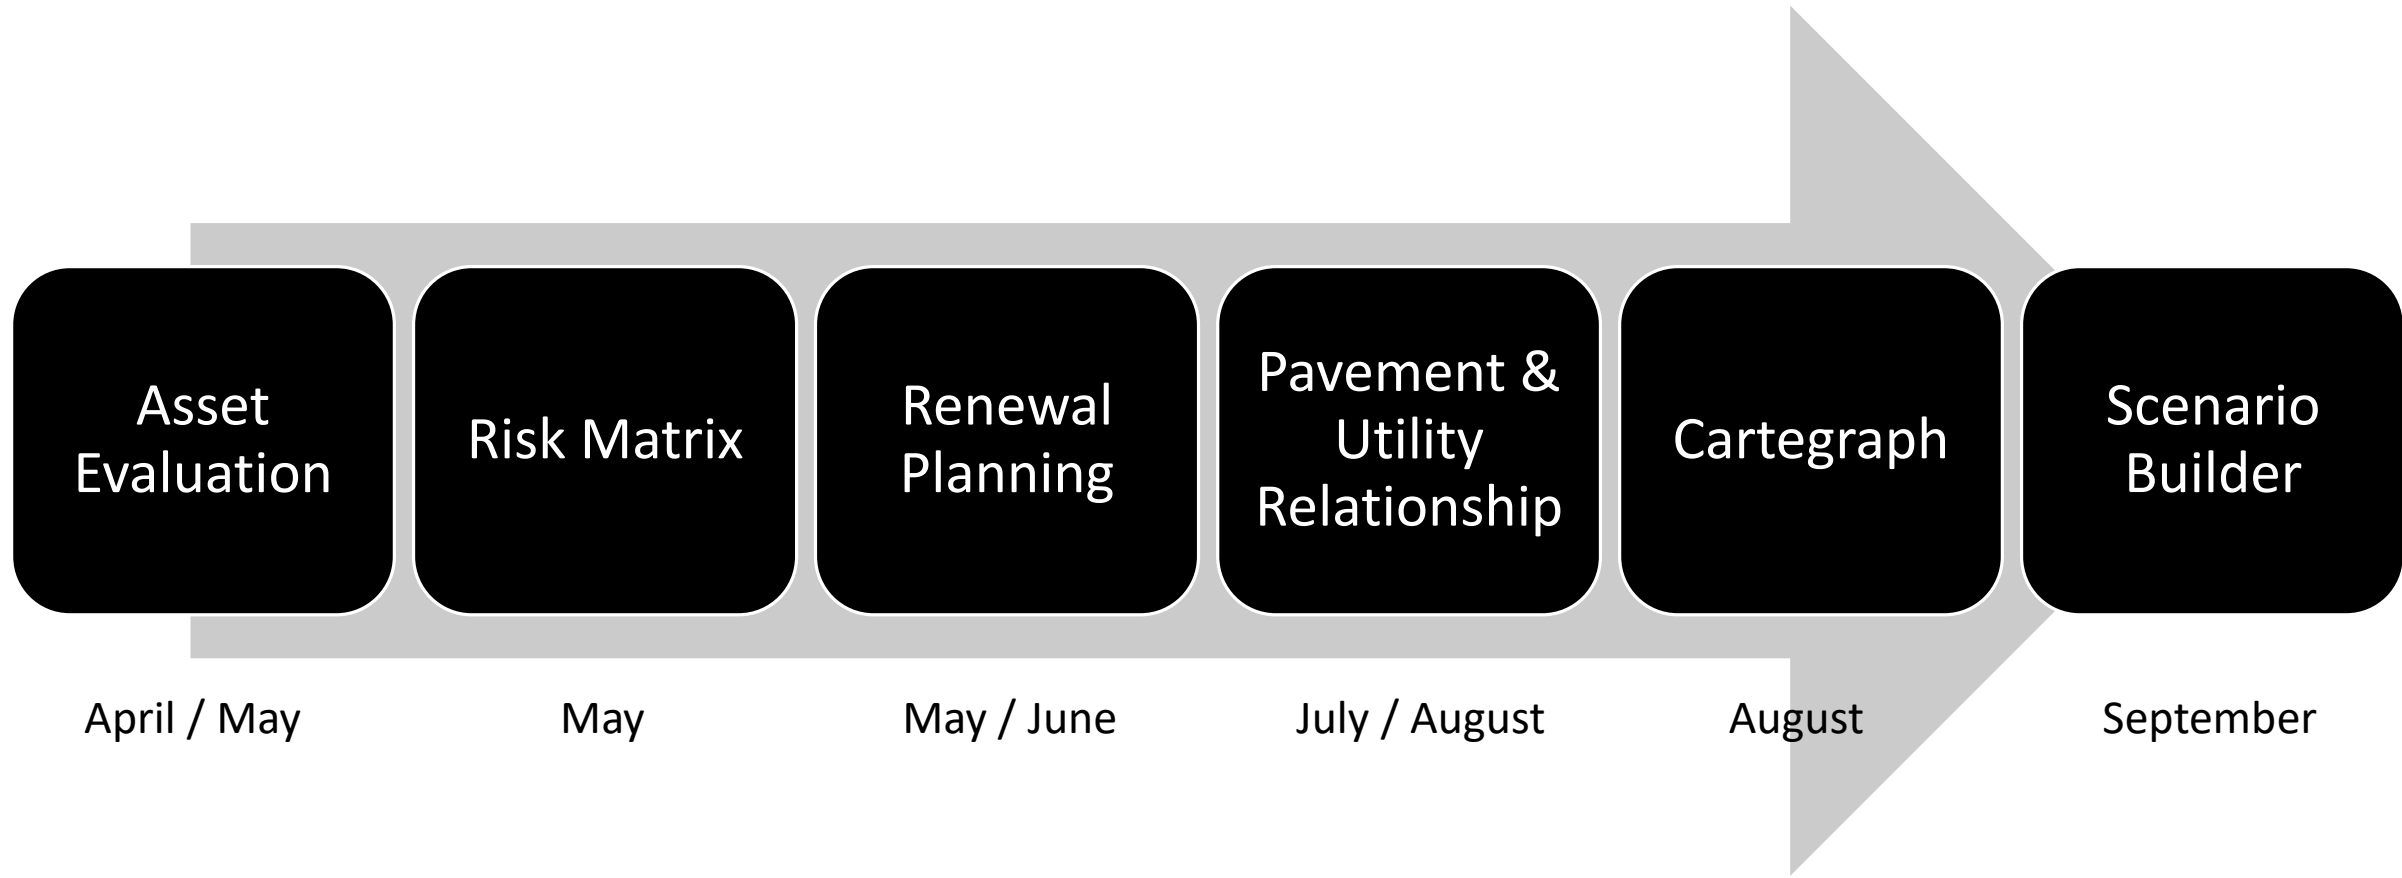 Asset
Evaluation
Risk Matrix
Renewal
Planning
Pavement &
Utility
Relationship
Cartegraph
Scenario
Builder
April / May
May
May / June
July / August
August
September